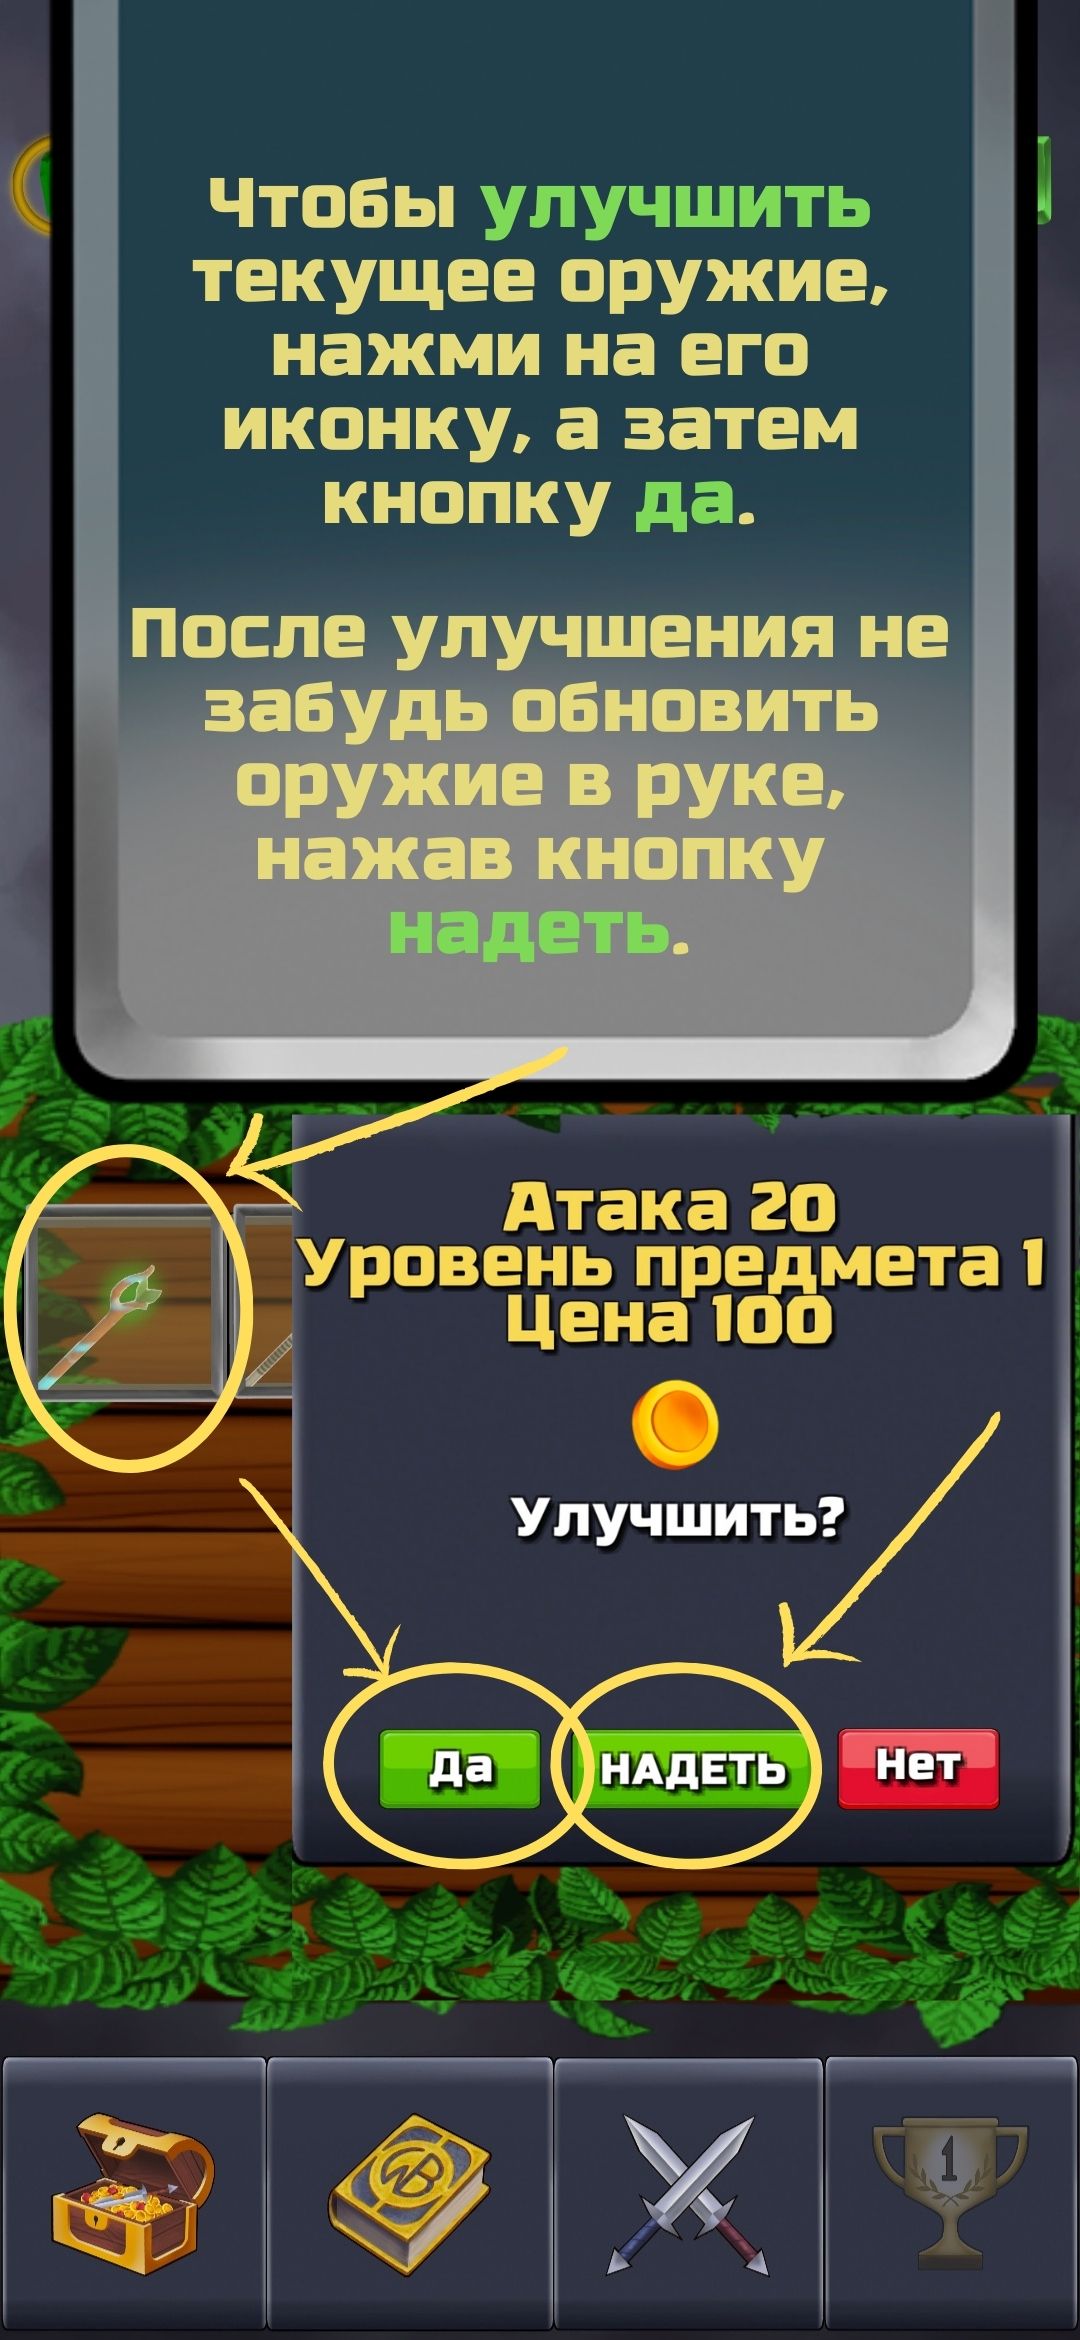 Чтобы улучшить
текущее оружие,
нажми на его
иконку, а затем
кнопку да.
После улучшения не
забудь обновить
оружие в руке,
нажав кнопку
надеть.
Атака 20
Уровень предмета 1
Цена 100
Улучшить?
Да
НАДЕТЬ
Нет
WB
1